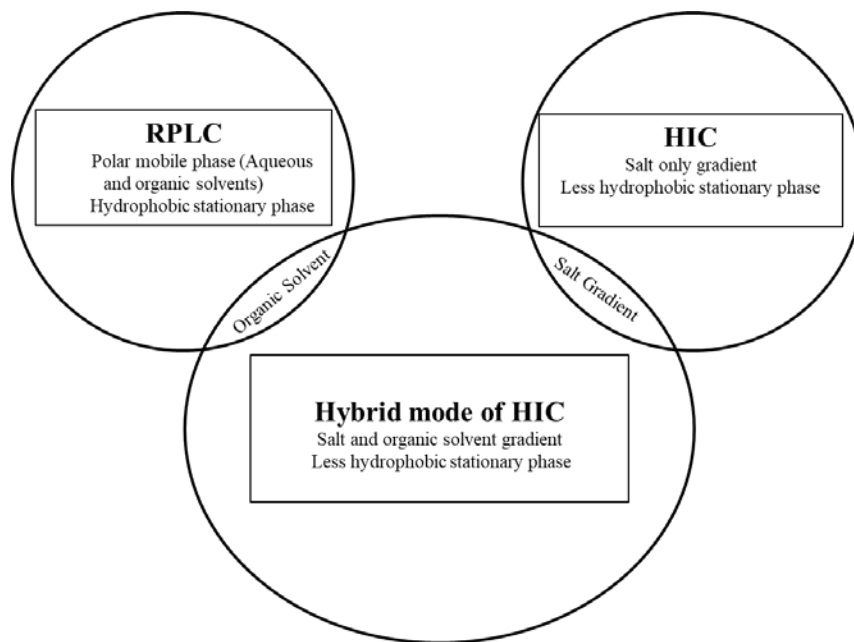 RPLC
Polar mobile phase (Aqueous
and organic solvents)
Hydrophobic stationary phase
HIC
Salt only gradient
Less hydrophobic stationary phase
Organic Solvent
Salt Gradient
Hybrid mode of HIC
Salt and organic solvent gradient
Less hydrophobic stationary phase